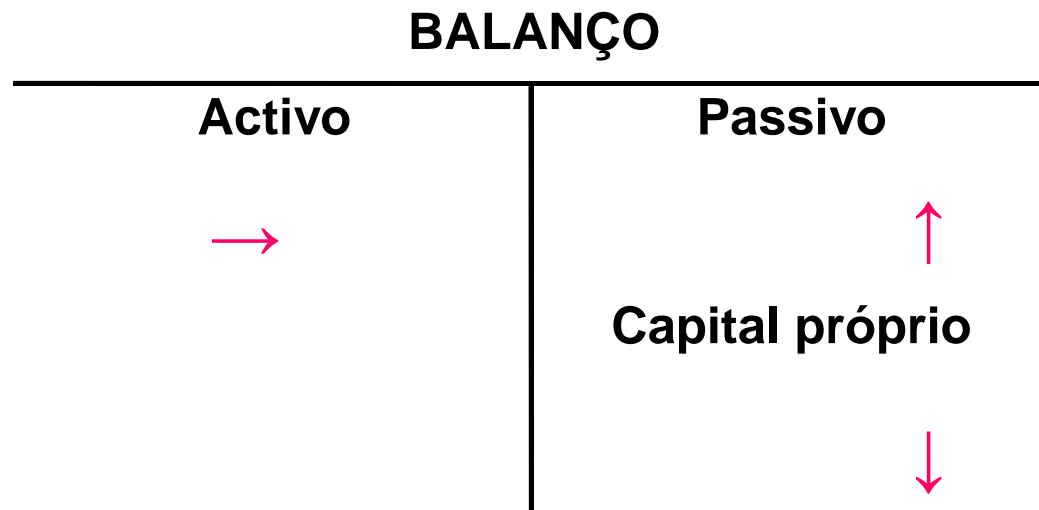 BALANÇO
Activo
Passivo
→
↑
Capital próprio
↓